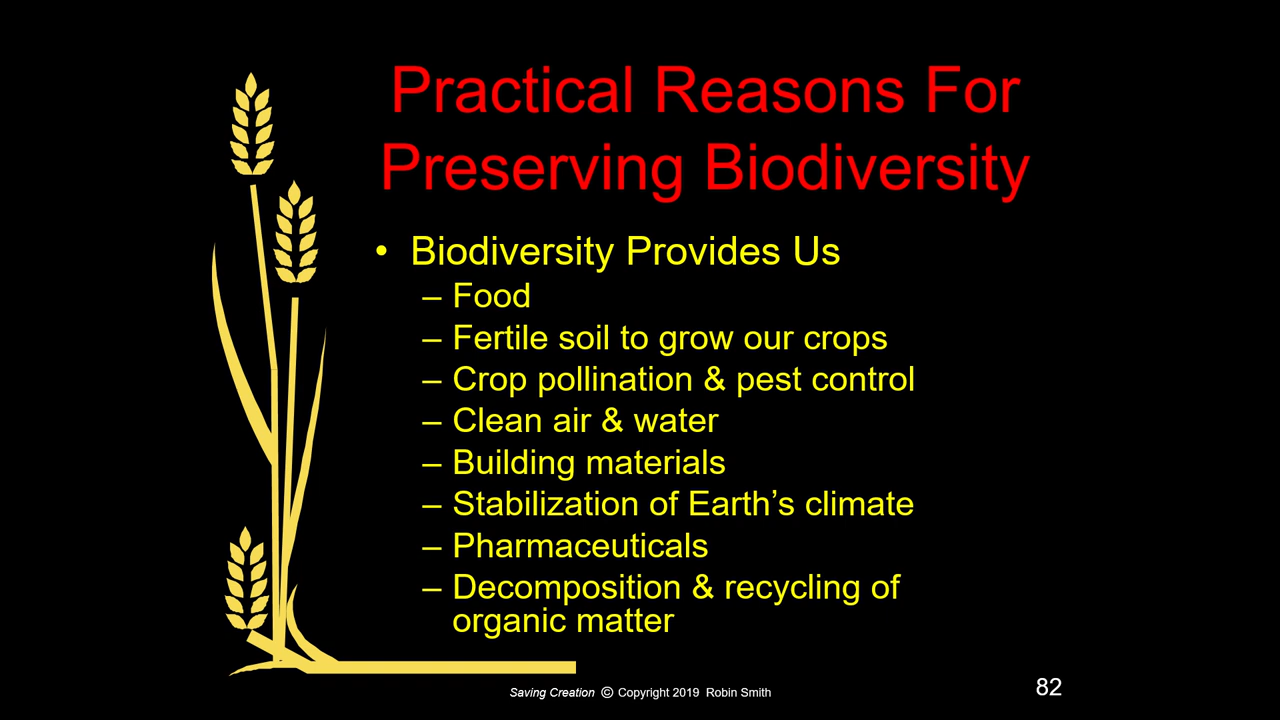 Practical Reasons For
Preserving Biodiversity
• Biodiversity Provides Us
– Food
– Fertile soil to grow our crops
– Crop pollination & pest control
– Clean air & water
– Building materials
– Stabilization of Earth’s climate
– Pharmaceuticals
– Decomposition & recycling of
organic matter
Saving Creation © Copyright 2019 Robin Smith
82